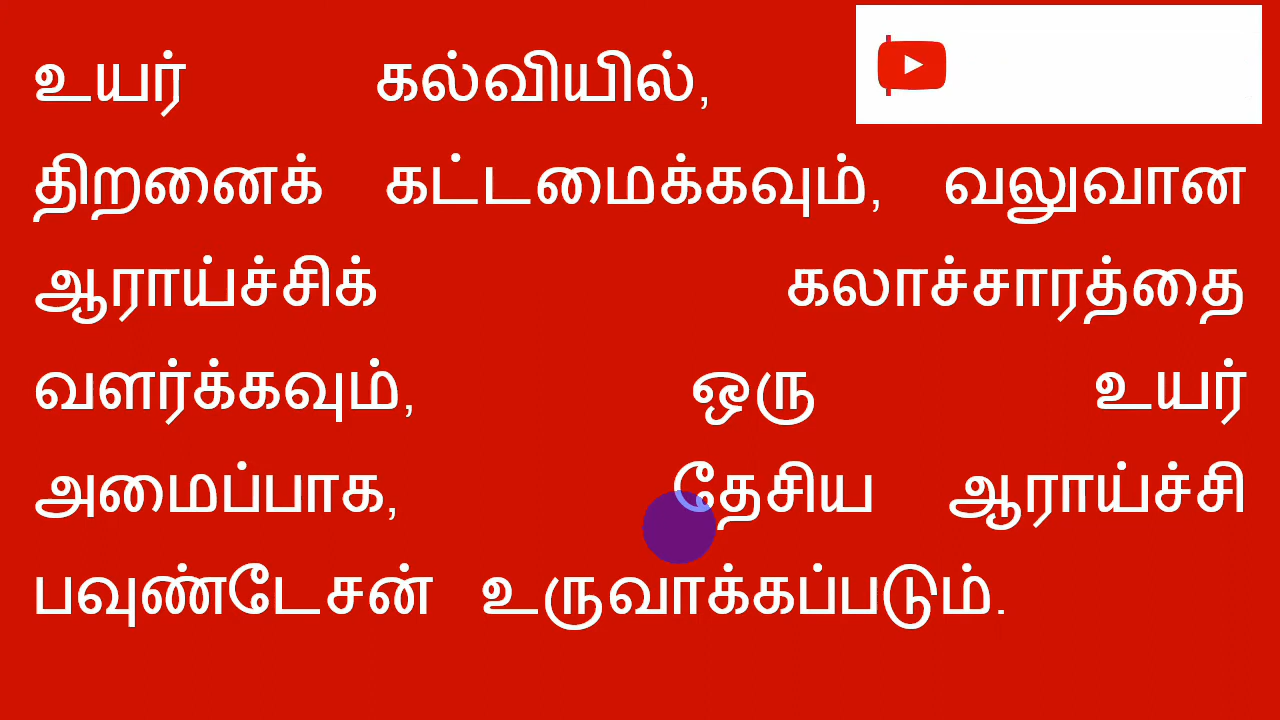 உயர் கல்வியில்,
திறனைக் கட்டமைக்கவும், வலுவான
ஆராய்ச்சிக் கலாச்சாரத்தை
வளர்க்கவும், ஒரு உயர்
அமைப்பாக, தேசிய ஆராய்ச்சி
பவுண்டேசன் உருவாக்கப்படும்.